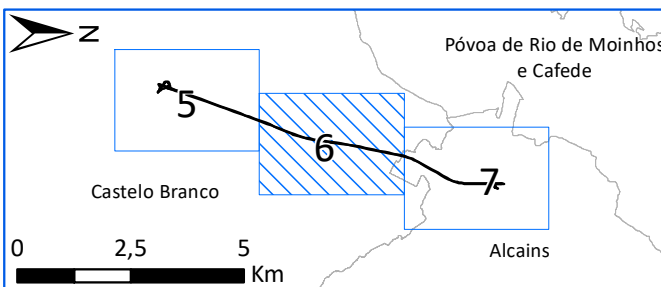 N
Póvoa de Rio de Moinhos
e Cafede
5
6
7
Castelo Branco
Alcains
0 2,5 5
Km